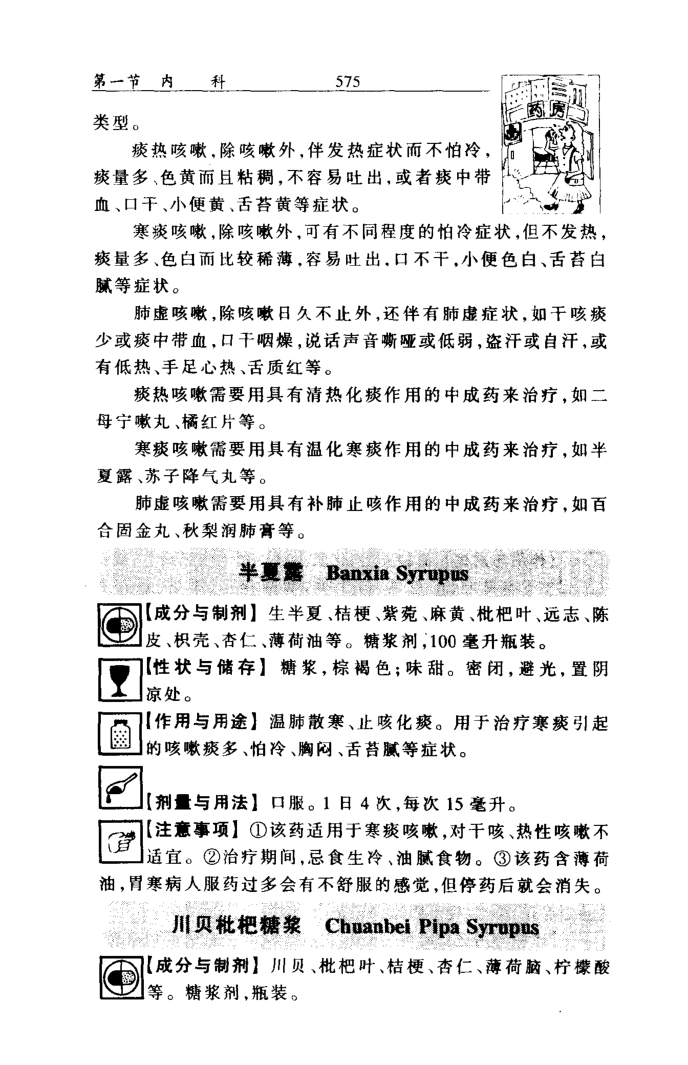 第一节 内 科 575
药房
类型。
痰热咳嗽,除咳嗽外,伴发热症状而不怕冷,
痰量多、色黄而且粘稠,不容易吐出,或者痰中带
血、口干、小便黄、舌苔黄等症状。
寒痰咳嗽,除咳嗽外,可有不同程度的怕冷症状,但不发热,
痰量多、色白而比较稀薄,容易吐出,口不干,小便色白、舌苔白
腻等症状。
肺虚咳嗽,除咳嗽日久不止外,还伴有肺虚症状,如干咳痰
少或痰中带血,口干咽燥,说话声音嘶哑或低弱,盗汗或自汗,或
有低热、手足心热、舌质红等。
痰热咳嗽需要用具有清热化痰作用的中成药来治疗,如二
母宁嗽丸、橘红片等。
寒痰咳嗽需要用具有温化寒痰作用的中成药来治疗,如半
夏露、苏子降气丸等。
肺虚咳嗽需要用具有补肺止咳作用的中成药来治疗,如百
合固金丸、秋梨润肺膏等。
半夏露 Banxia Syrupus
【成分与制剂】 生半夏、桔梗、紫菀、麻黄、枇杷叶、远志、陈
皮、枳壳、杏仁、薄荷油等。糖浆剂,100 毫升瓶装。
【性状与储存】 糖浆,棕褐色;味甜。密闭,避光,置阴
凉处。
【作用与用途】 温肺散寒、止咳化痰。用于治疗寒痰引起
的咳嗽痰多、怕冷、胸闷、舌苔腻等症状。
【剂量与用法】 口服。1 日 4 次,每次 15 毫升。
【注意事项】 ①该药适用于寒痰咳嗽,对干咳、热性咳嗽不
适宜。②治疗期间,忌食生冷、油腻食物。③该药含薄荷
油,胃寒病人服药过多会有不舒服的感觉,但停药后就会消失。
川贝枇杷糖浆 Chuanbei Pipa Syrupus
【成分与制剂】 川贝、枇杷叶、桔梗、杏仁、薄荷脑、柠檬酸
等。糖浆剂,瓶装。